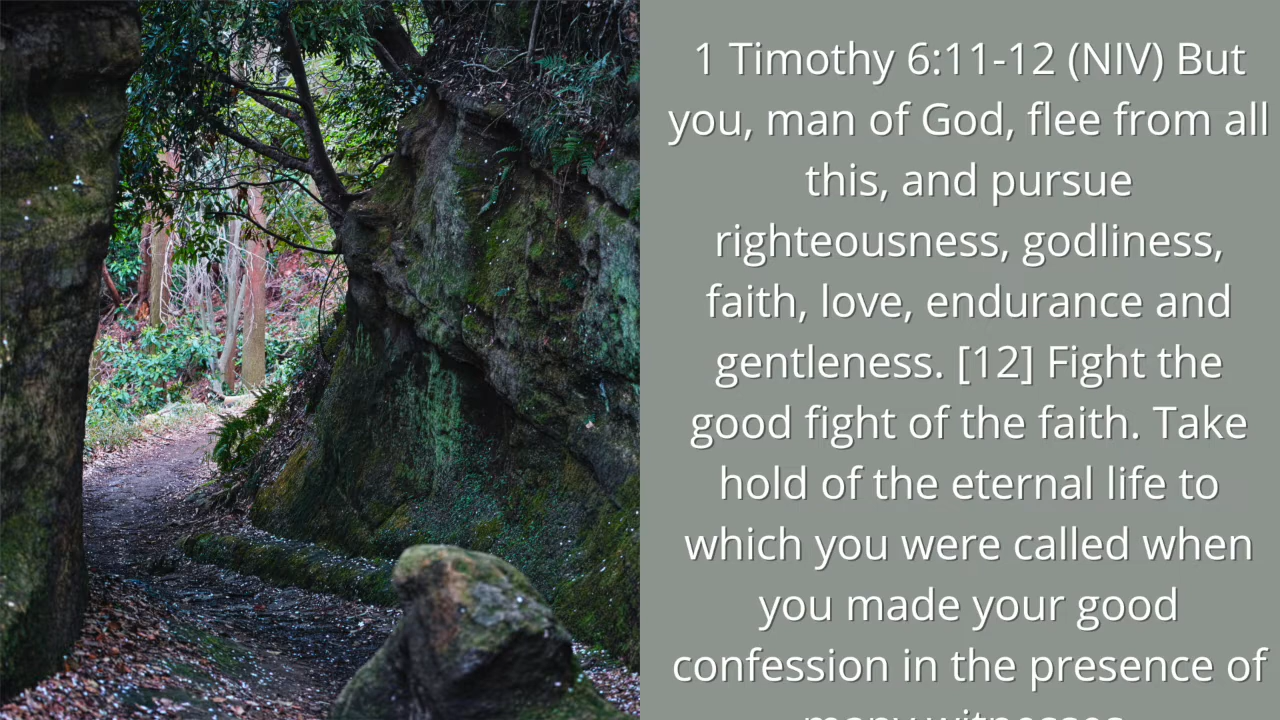 1 Timothy 6:11-12 (NIV) But
you, man of God, flee from all
this, and pursue
righteousness, godliness,
faith, love, endurance and
gentleness. [12] Fight the
good fight of the faith. Take
hold of the eternal life to
which you were called when
you made your good
confession in the presence of
many witnesses.